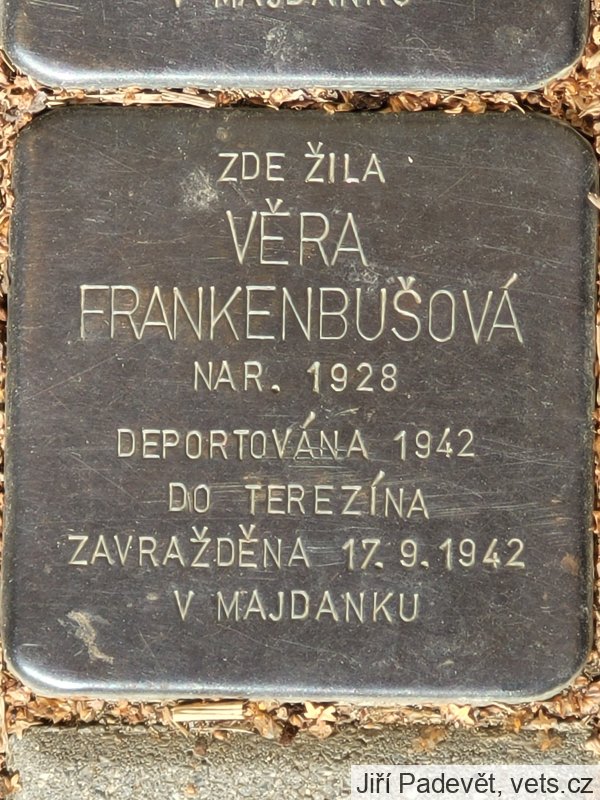 V MAJDANKU
ZDE ŽILA
VĚRA
FRANKENBUŠOVÁ
NAR. 1928
DEPORTOVÁNA 1942
DO TEREZÍNA
ZAVRAŽDĚNA 17.9.1942
V MAJDANKU
Jiří Padevět, vets.cz